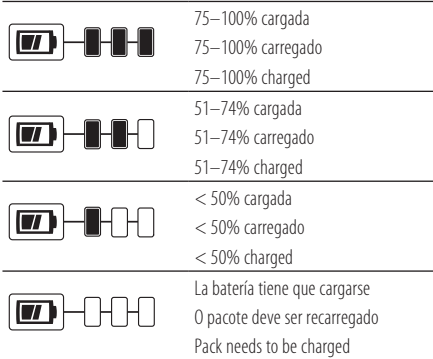 75–100% cargada
75–100% carregado
75–100% charged
51–74% cargada
51–74% carregado
51–74% charged
< 50% cargada
< 50% carregado
< 50% charged
La batería tiene que cargarse
O pacote deve ser recarregado
Pack needs to be charged